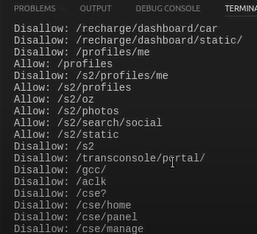 PROBLEMS OUTPUT DEBUG CONSOLE TERMINA
Disallow: /recharge/dashboard/car
Disallow: /recharge/dashboard/static/
Disallow: /profiles/me
Allow: /profiles
Disallow: /s2/profiles/me
Allow: /s2/profiles
Allow: /s2/oz
Allow: /s2/photos
Allow: /s2/search/social
Allow: /s2/static
Disallow: /s2
Disallow: /transconsole/portal/
Disallow: /gcc/
Disallow: /aclk
Disallow: /cse?
Disallow: /cse/home
Disallow: /cse/panel
Disallow: /cse/manage